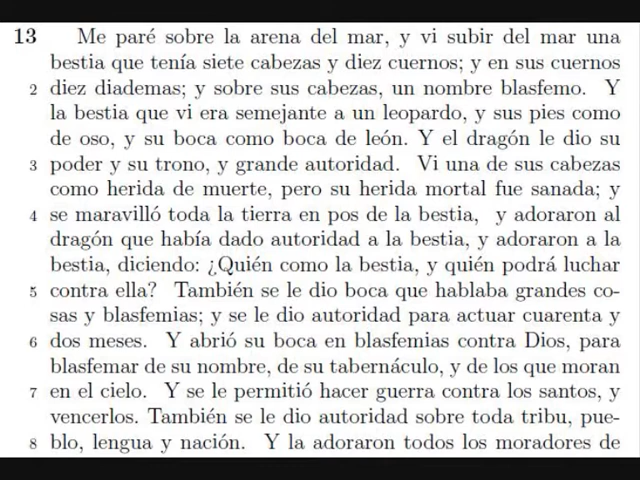 13 Me paré sobre la arena del mar, y vi subir del mar una
bestia que tenía siete cabezas y diez cuernos; y en sus cuernos
2 diez diademas; y sobre sus cabezas, un nombre blasfemo. Y
la bestia que vi era semejante a un leopardo, y sus pies como
de oso, y su boca como boca de león. Y el dragón le dio su
3 poder y su trono, y grande autoridad. Vi una de sus cabezas
como herida de muerte, pero su herida mortal fue sanada; y
4 se maravilló toda la tierra en pos de la bestia, y adoraron al
dragón que había dado autoridad a la bestia, y adoraron a la
bestia, diciendo: ¿Quién como la bestia, y quién podrá luchar
5 contra ella? También se le dio boca que hablaba grandes co-
sas y blasfemias; y se le dio autoridad para actuar cuarenta y
6 dos meses. Y abrió su boca en blasfemias contra Dios, para
blasfemar de su nombre, de su tabernáculo, y de los que moran
7 en el cielo. Y se le permitió hacer guerra contra los santos, y
vencerlos. También se le dio autoridad sobre toda tribu, pue-
8 blo, lengua y nación. Y la adoraron todos los moradores de